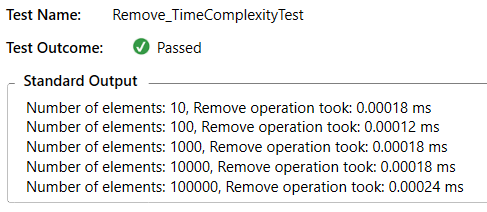 Test Name: Remove_TimeComplexityTest
Test Outcome: Passed
Standard Output
Number of elements: 10, Remove operation took: 0.00018 ms
Number of elements: 100, Remove operation took: 0.00012 ms
Number of elements: 1000, Remove operation took: 0.00018 ms
Number of elements: 10000, Remove operation took: 0.00018 ms
Number of elements: 100000, Remove operation took: 0.00024 ms